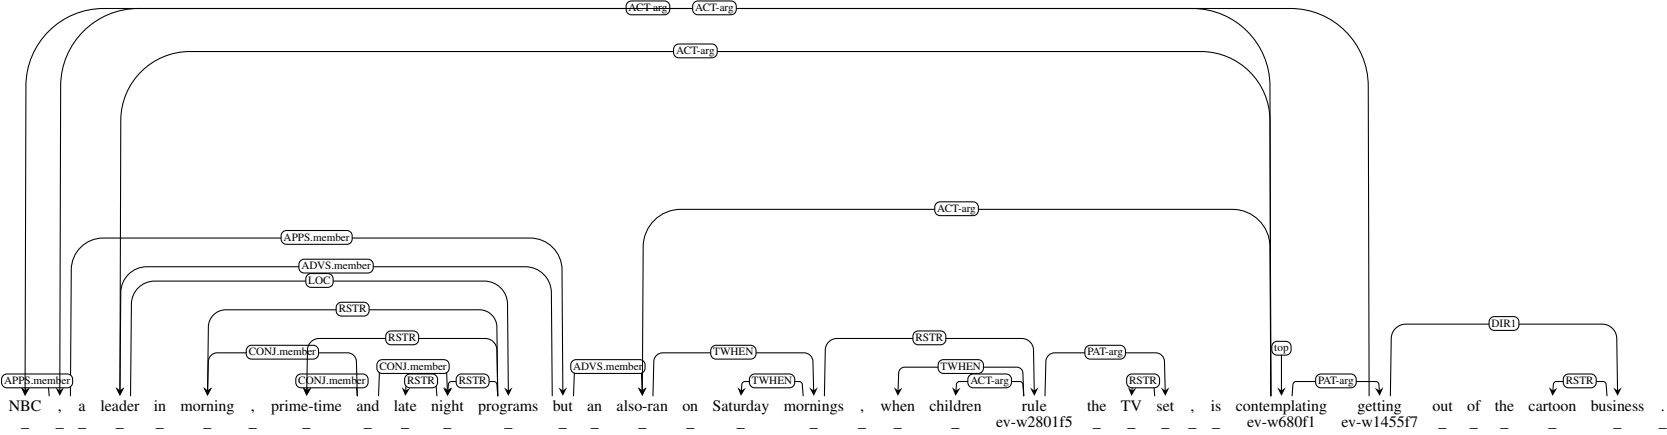 ACT-arg ACT-arg
ACT-arg
ACT-arg
APPS.member
ADVS.member
LOC
RSTR
DIR1
RSTR RSTR
top
CONJ.member TWHEN PAT-arg
CONJ.member ADVS.member TWHEN
APPS.member CONJ.member RSTR RSTR TWHEN ACT-arg RSTR PAT-arg RSTR
NBC , a leader in morning , prime-time and late night programs but an also-ran on Saturday mornings , when children rule the TV set , is contemplating getting out of the cartoon business .
_ _ _ _ _ _ _ _ _ _ _ _ _ _ _ _ _ _ _ _ _ ev-w2801f5 _ _ _ _ _ ev-w680f1 ev-w1455f7 _ _ _ _ _ _